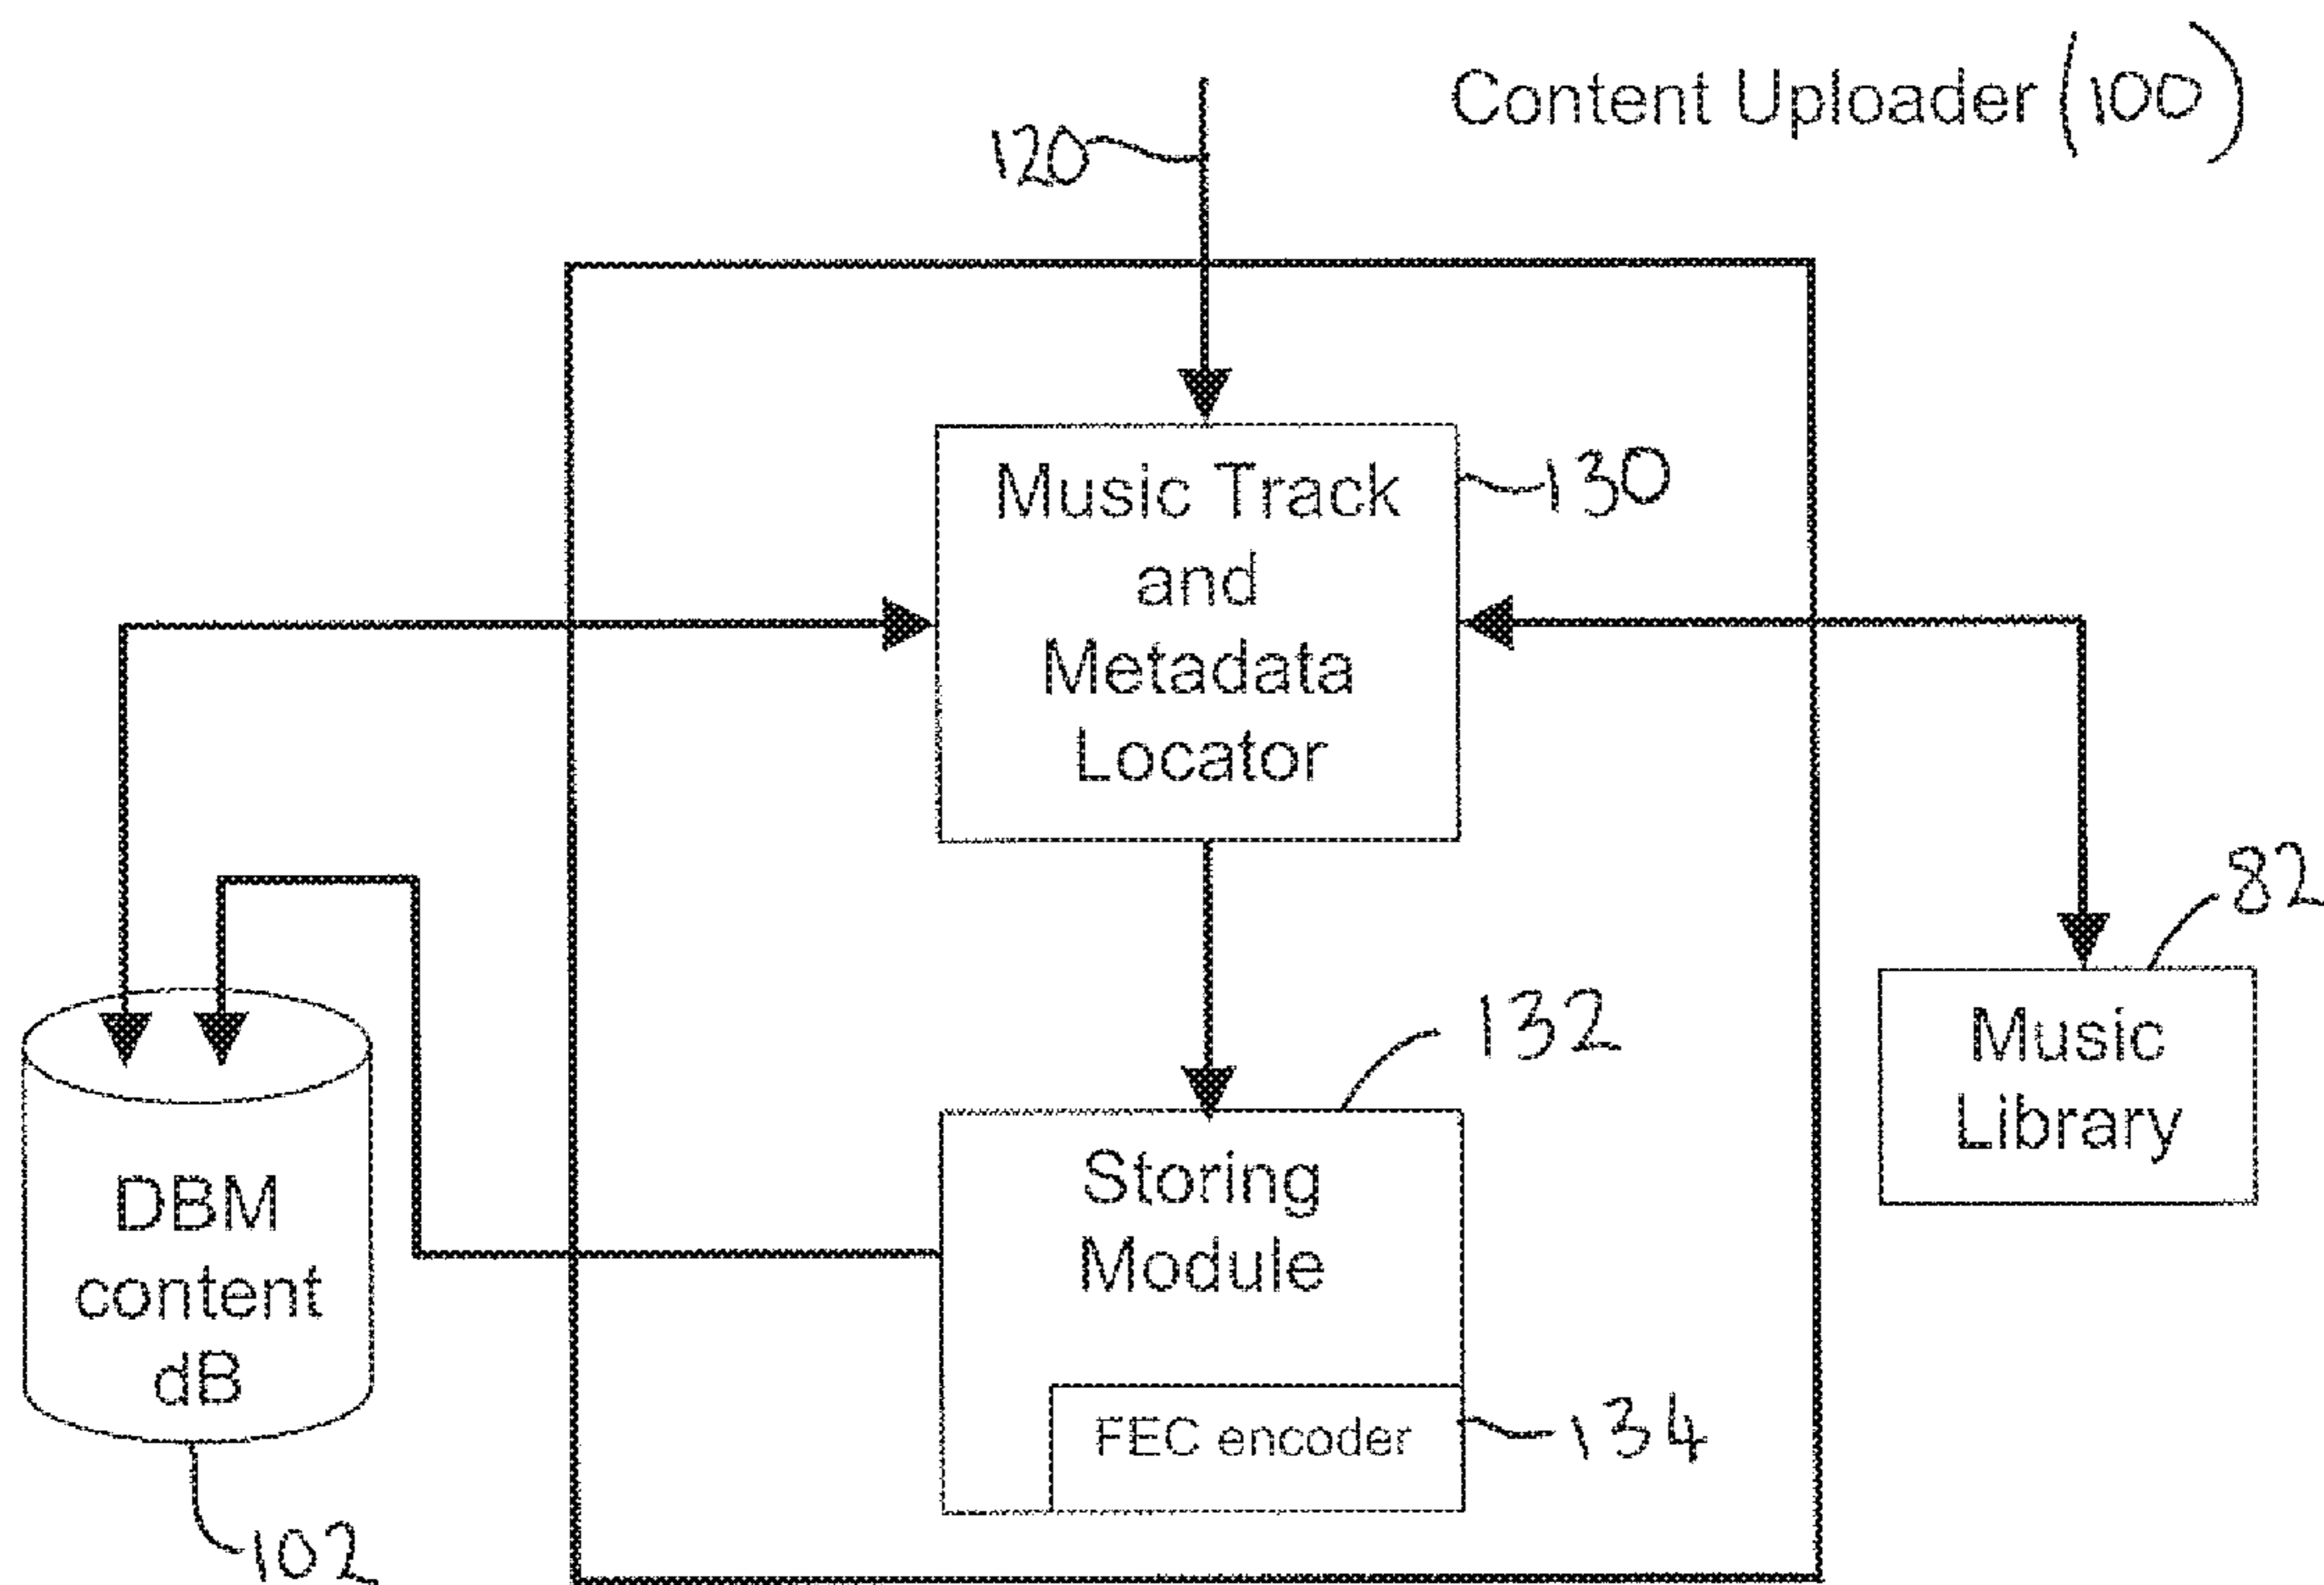 Content Uploader (100)
120
Music Track
and
Metadata
Locator
130
82
Music
Library
132
Storing
Module
FEC encoder
134
DBM
content
dB
102